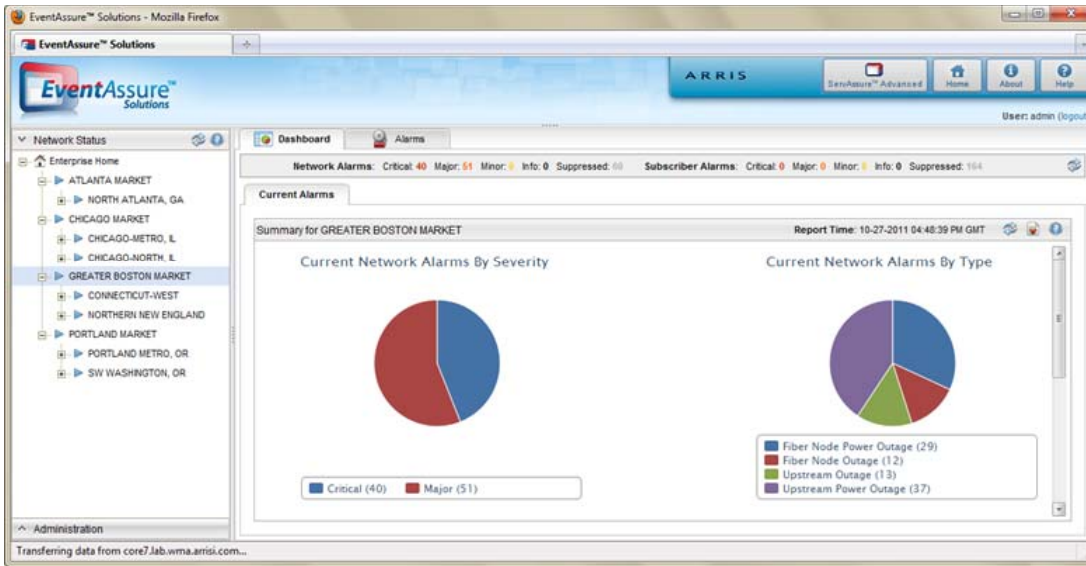 EventAssure™ Solutions - Mozilla Firefox
EventAssure™ Solutions
EventAssure™
Solutions
ARRIS
ServAssure™ Advanced
Home
About
Help
User: admin (logout
Network Status
Enterprise Home
ATLANTA MARKET
NORTH ATLANTA, GA
CHICAGO MARKET
CHICAGO-METRO, IL
CHICAGO-NORTH, IL
GREATER BOSTON MARKET
CONNECTICUT-WEST
NORTHERN NEW ENGLAND
PORTLAND MARKET
PORTLAND METRO, OR
SW WASHINGTON, OR
Administration
Dashboard
Alarms
Network Alarms: Critical: 40 Major: 51 Minor: Info: 0 Suppressed: Subscriber Alarms: Critical: 0 Major: 0 Minor: Info: 0 Suppressed:
Current Alarms
Summary for GREATER BOSTON MARKET
Report Time: 10-27-2011 04:48:39 PM GMT
Current Network Alarms By Severity
Critical (40)
Major (51)
Current Network Alarms By Type
Fiber Node Power Outage (29)
Fiber Node Outage (12)
Upstream Outage (13)
Upstream Power Outage (37)
Transferring data from core7.lab.wma.arrisi.com...